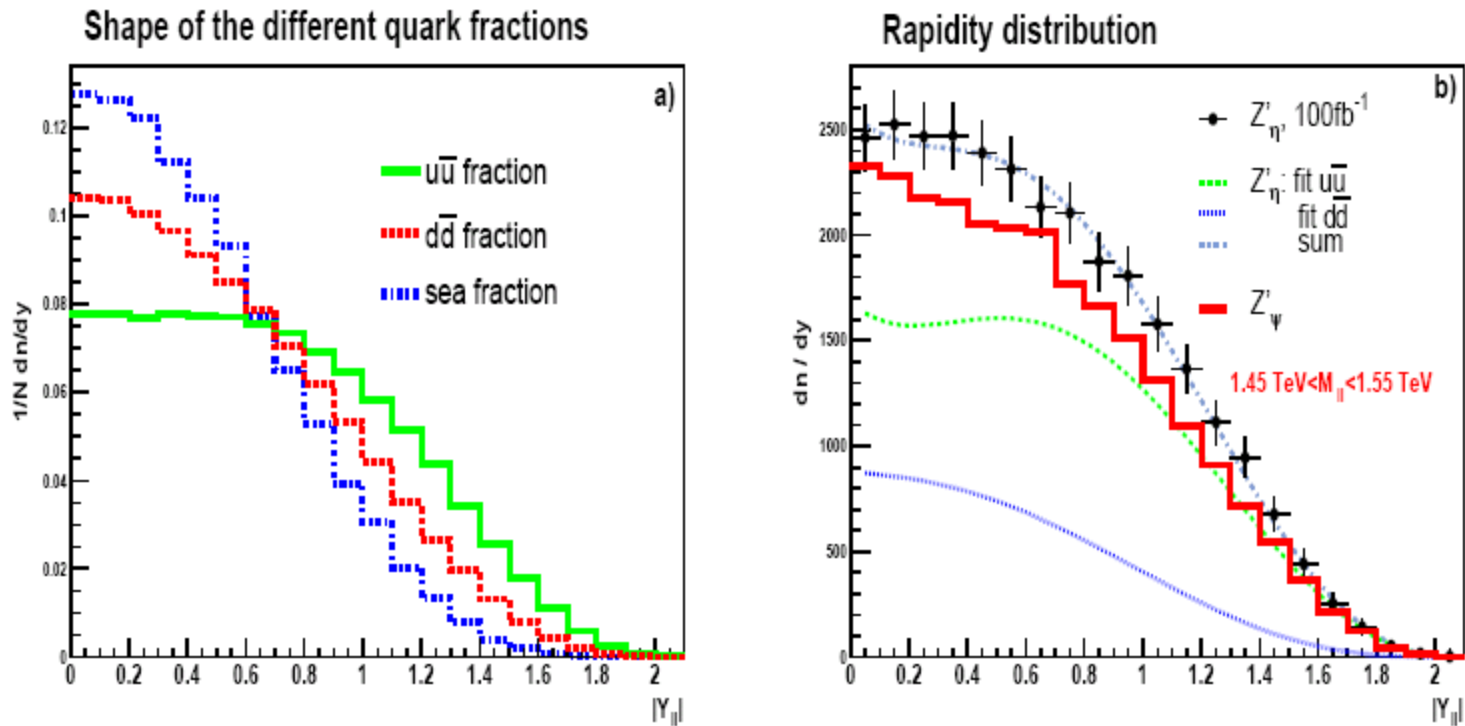 Shape of the different quark fractions
a)
1/N dn/dy
0.12
0.1
0.08
0.06
0.04
0.02
0
uū fraction
dd̄ fraction
sea fraction
0 0.2 0.4 0.6 0.8 1 1.2 1.4 1.6 1.8 2
|Y_ll|
Rapidity distribution
b)
dn / dy
2500
2000
1500
1000
500
0
Z'_η, 100fb⁻¹
Z'_η: fit uū
fit dd̄
sum
Z'_ψ
1.45 TeV<M_ll<1.55 TeV
0 0.2 0.4 0.6 0.8 1 1.2 1.4 1.6 1.8 2
|Y_ll|